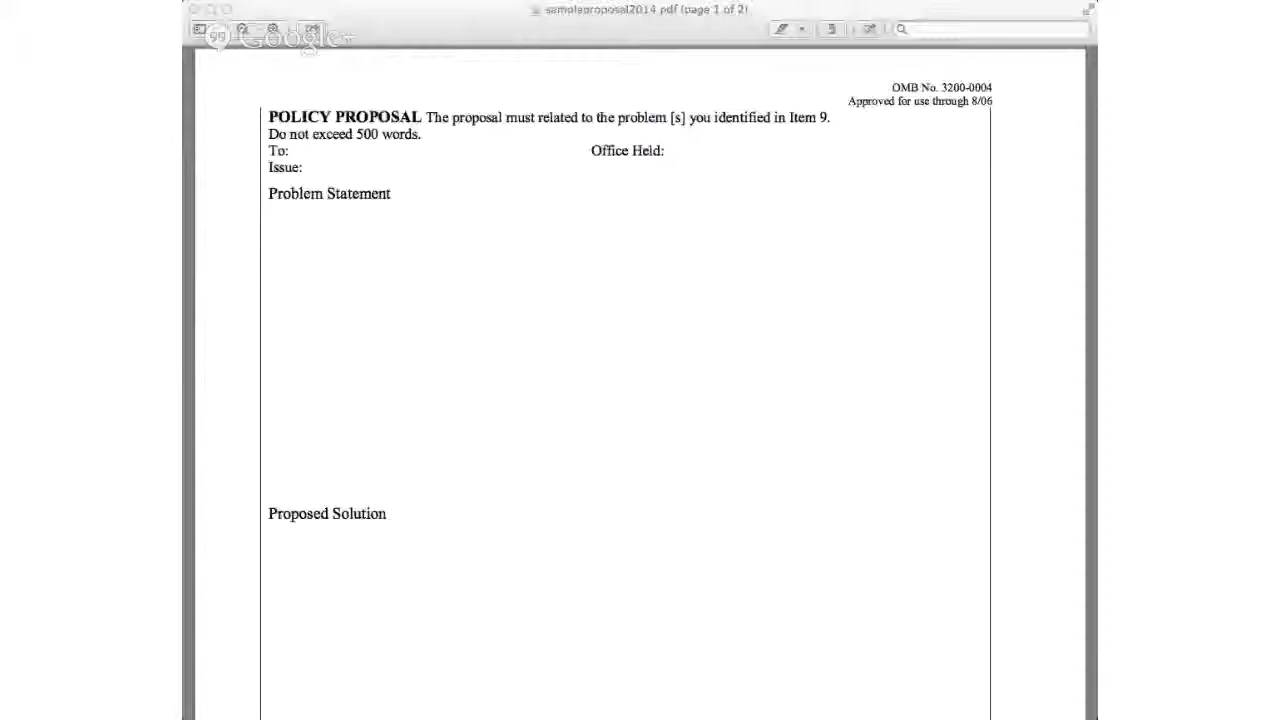 sampleproposal2014.pdf (page 1 of 2)
Google+
OMB No. 3200-0004
Approved for use through 8/06
POLICY PROPOSAL The proposal must related to the problem [s] you identified in Item 9.
Do not exceed 500 words.
To: Office Held:
Issue:
Problem Statement
Proposed Solution